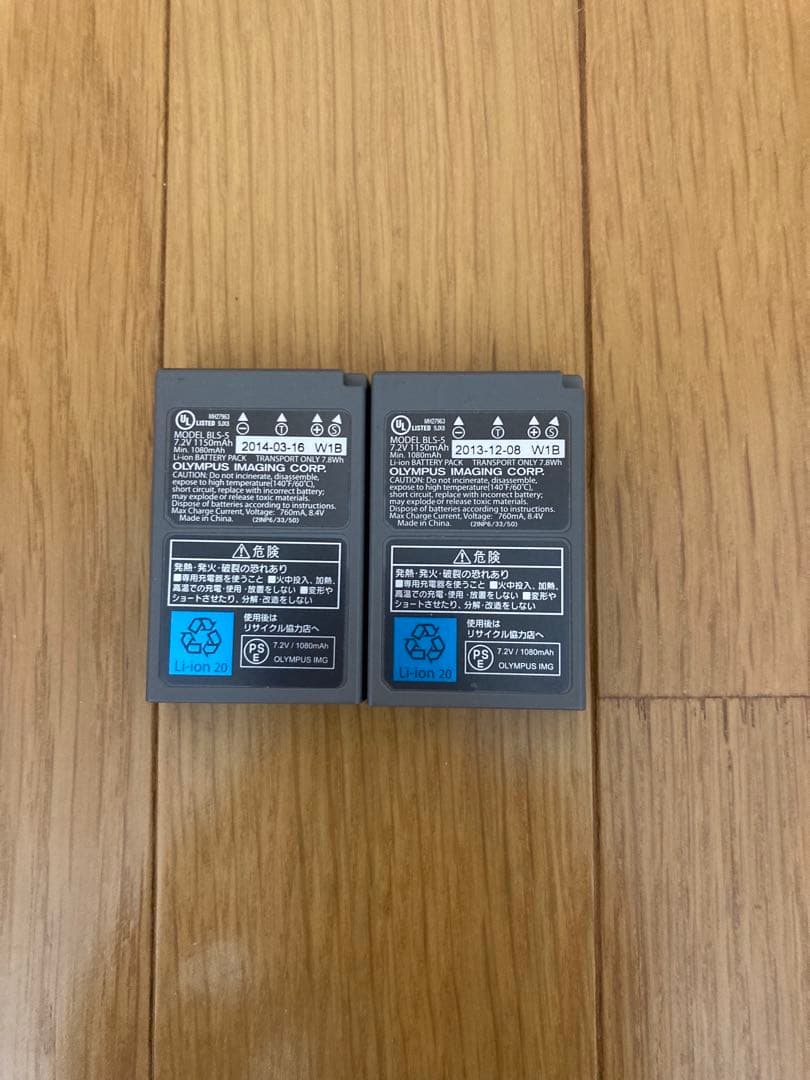 UL LISTED MH27963 5JX8
MODEL BLS-5
7.2V 1150mAh
Min. 1080mAh
2014-03-16 W1B
Li-ion BATTERY PACK TRANSPORT ONLY 7.8Wh
OLYMPUS IMAGING CORP.
CAUTION: Do not incinerate, disassemble,
expose to high temperature(140°F/60°C),
short circuit, replace with incorrect battery;
may explode or release toxic materials.
Dispose of batteries according to instructions.
Max Charge Current, Voltage: 760mA, 8.4V
Made in China. (2INP6/33/50)
⚠危険
発熱・発火・破裂の恐れあり
■専用充電器を使うこと ■火中投入、加熱、
高温での充電・使用・放置をしない ■変形や
ショートさせたり、分解・改造をしない
使用後は
リサイクル協力店へ
Li-ion 20
PSE
7.2V / 1080mAh
OLYMPUS IMG
UL LISTED MH27963 5JX8
MODEL BLS-5
7.2V 1150mAh
Min. 1080mAh
2013-12-08 W1B
Li-ion BATTERY PACK TRANSPORT ONLY 7.8Wh
OLYMPUS IMAGING CORP.
CAUTION: Do not incinerate, disassemble,
expose to high temperature(140°F/60°C),
short circuit, replace with incorrect battery;
may explode or release toxic materials.
Dispose of batteries according to instructions.
Max Charge Current, Voltage: 760mA, 8.4V
Made in China. (2INP6/33/50)
⚠危険
発熱・発火・破裂の恐れあり
■専用充電器を使うこと ■火中投入、加熱、
高温での充電・使用・放置をしない ■変形や
ショートさせたり、分解・改造をしない
使用後は
リサイクル協力店へ
Li-ion 20
PSE
7.2V / 1080mAh
OLYMPUS IMG